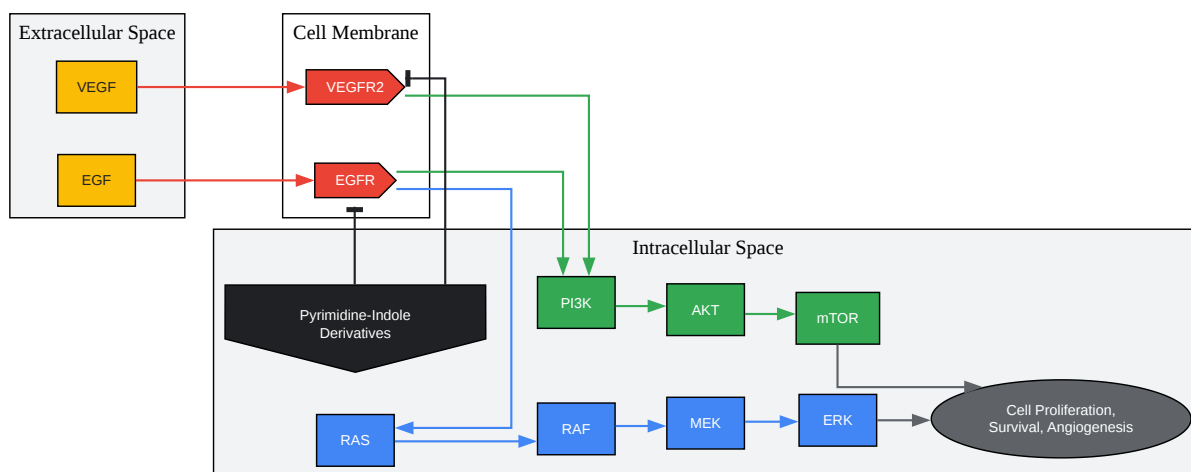 Extracellular Space
Cell Membrane
VEGF
VEGFR2
EGF
EGFR
Intracellular Space
Pyrimidine-Indole
Derivatives
PI3K
AKT
mTOR
RAS
RAF
MEK
ERK
Cell Proliferation,
Survival, Angiogenesis